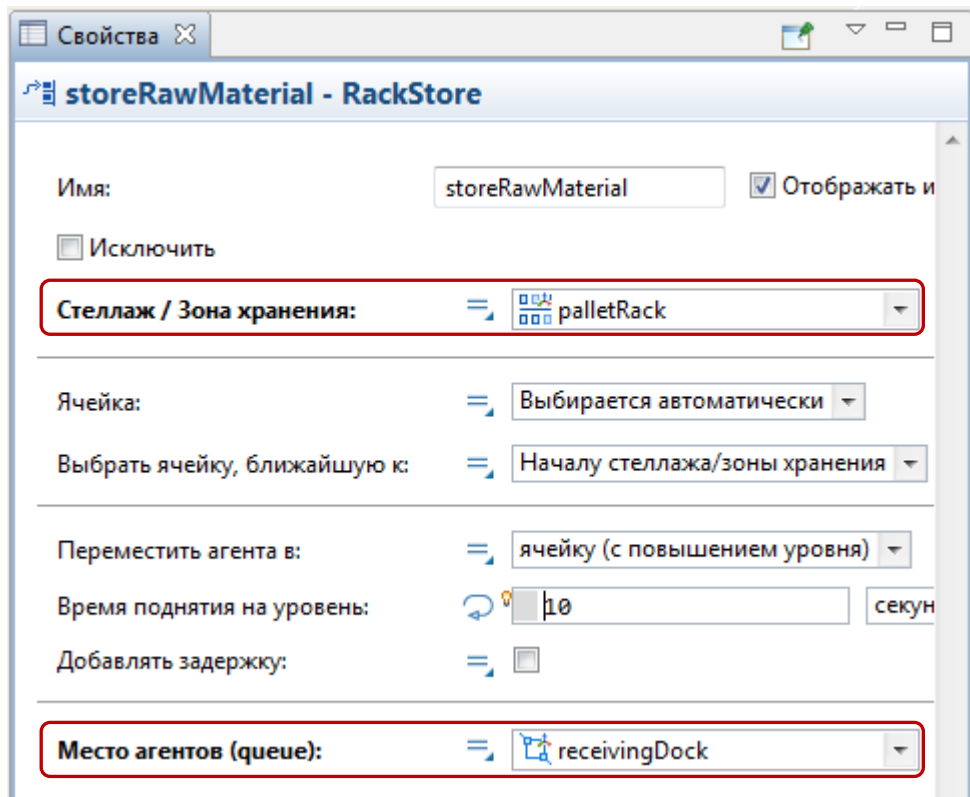 Свойства
storeRawMaterial - RackStore
Имя: storeRawMaterial Отображать и
Исключить
Стеллаж / Зона хранения: palletRack
Ячейка: Выбирается автоматически
Выбрать ячейку, ближайшую к: Началу стеллажа/зоны хранения
Переместить агента в: ячейку (с повышением уровня)
Время поднятия на уровень: 10 секун
Добавлять задержку:
Место агентов (queue): receivingDock